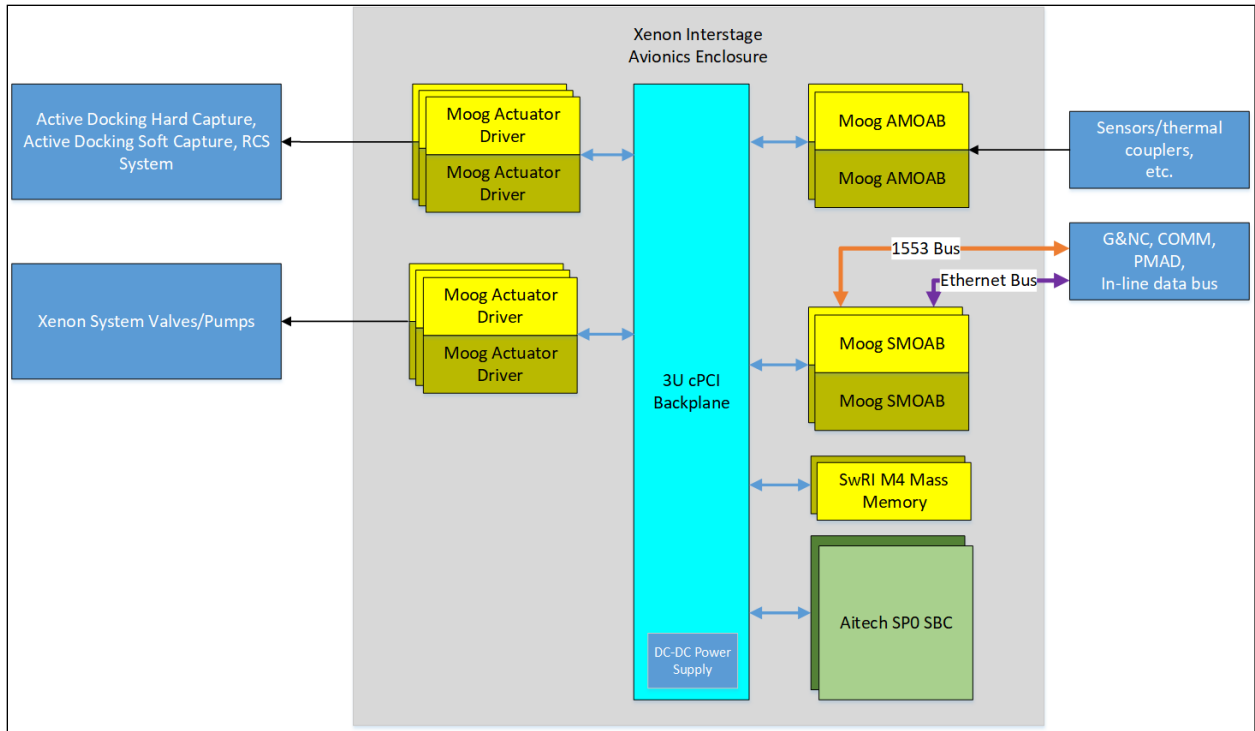 Xenon Interstage
Avionics Enclosure
Active Docking Hard Capture,
Active Docking Soft Capture, RCS
System
Moog Actuator
Driver
Moog Actuator
Driver
Moog AMOAB
Moog AMOAB
Sensors/thermal
couplers,
etc.
1553 Bus
Ethernet Bus
G&NC, COMM,
PMAD,
In-line data bus
Xenon System Valves/Pumps
Moog Actuator
Driver
Moog Actuator
Driver
3U cPCI
Backplane
Moog SMOAB
Moog SMOAB
SwRI M4 Mass
Memory
Aitech SP0 SBC
DC-DC Power
Supply